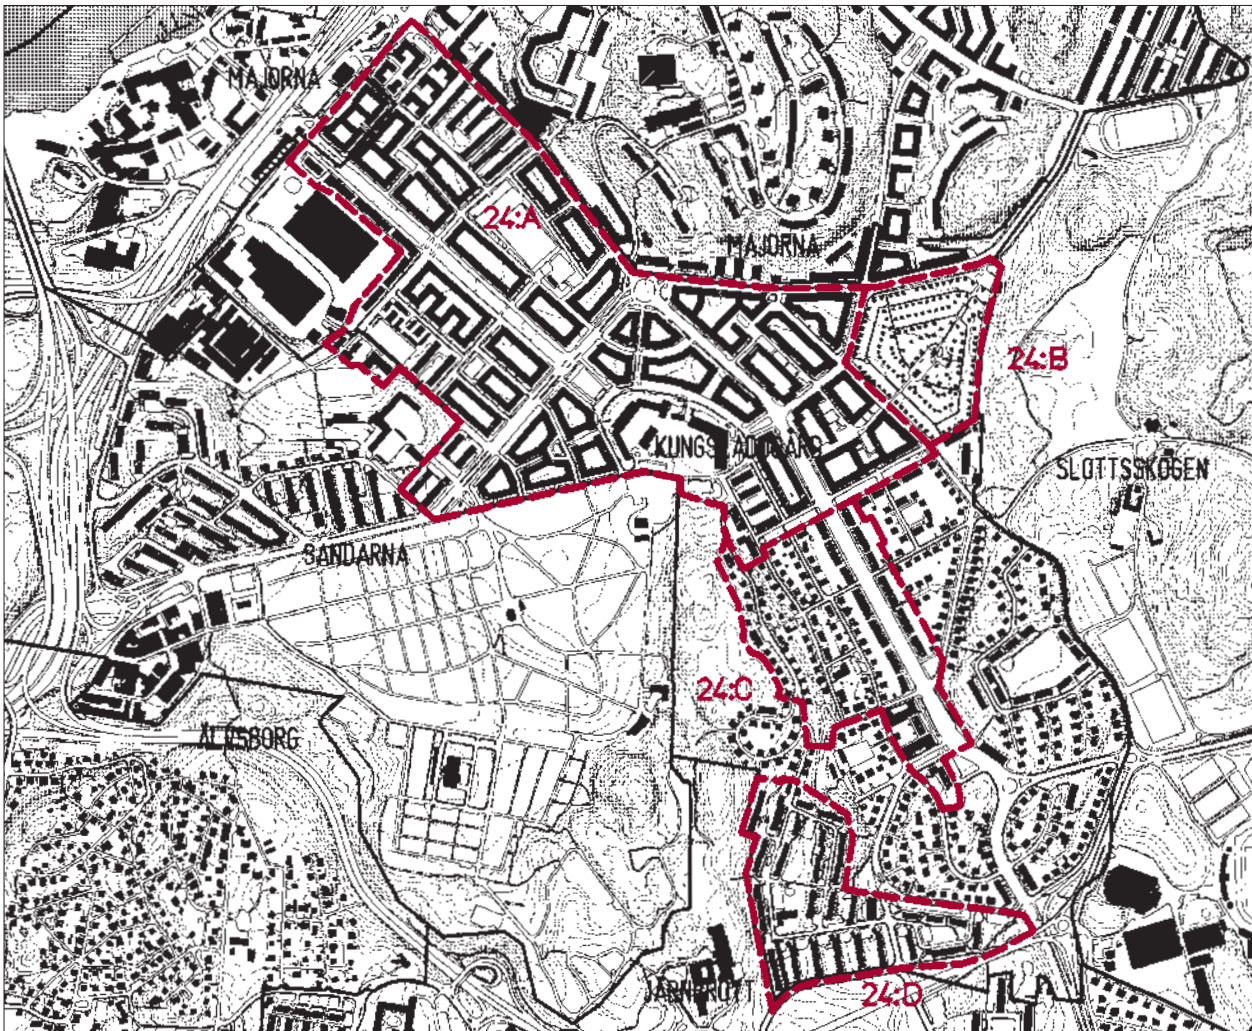 MAJORNA
24:A
MAJORNA
24:B
KUNGSLADUGÅRD
SLOTTSSKOGEN
SANDARNA
24:C
ÄLVSBORG
JÄRNBROTT
24:D